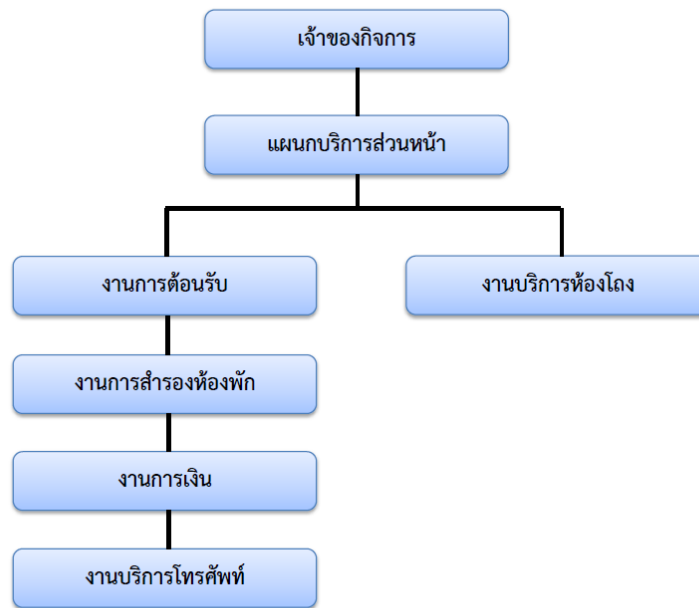 เจ้าของกิจการ
แผนกบริการส่วนหน้า
งานการต้อนรับ
งานบริการห้องโถง
งานการสำรองห้องพัก
งานการเงิน
งานบริการโทรศัพท์